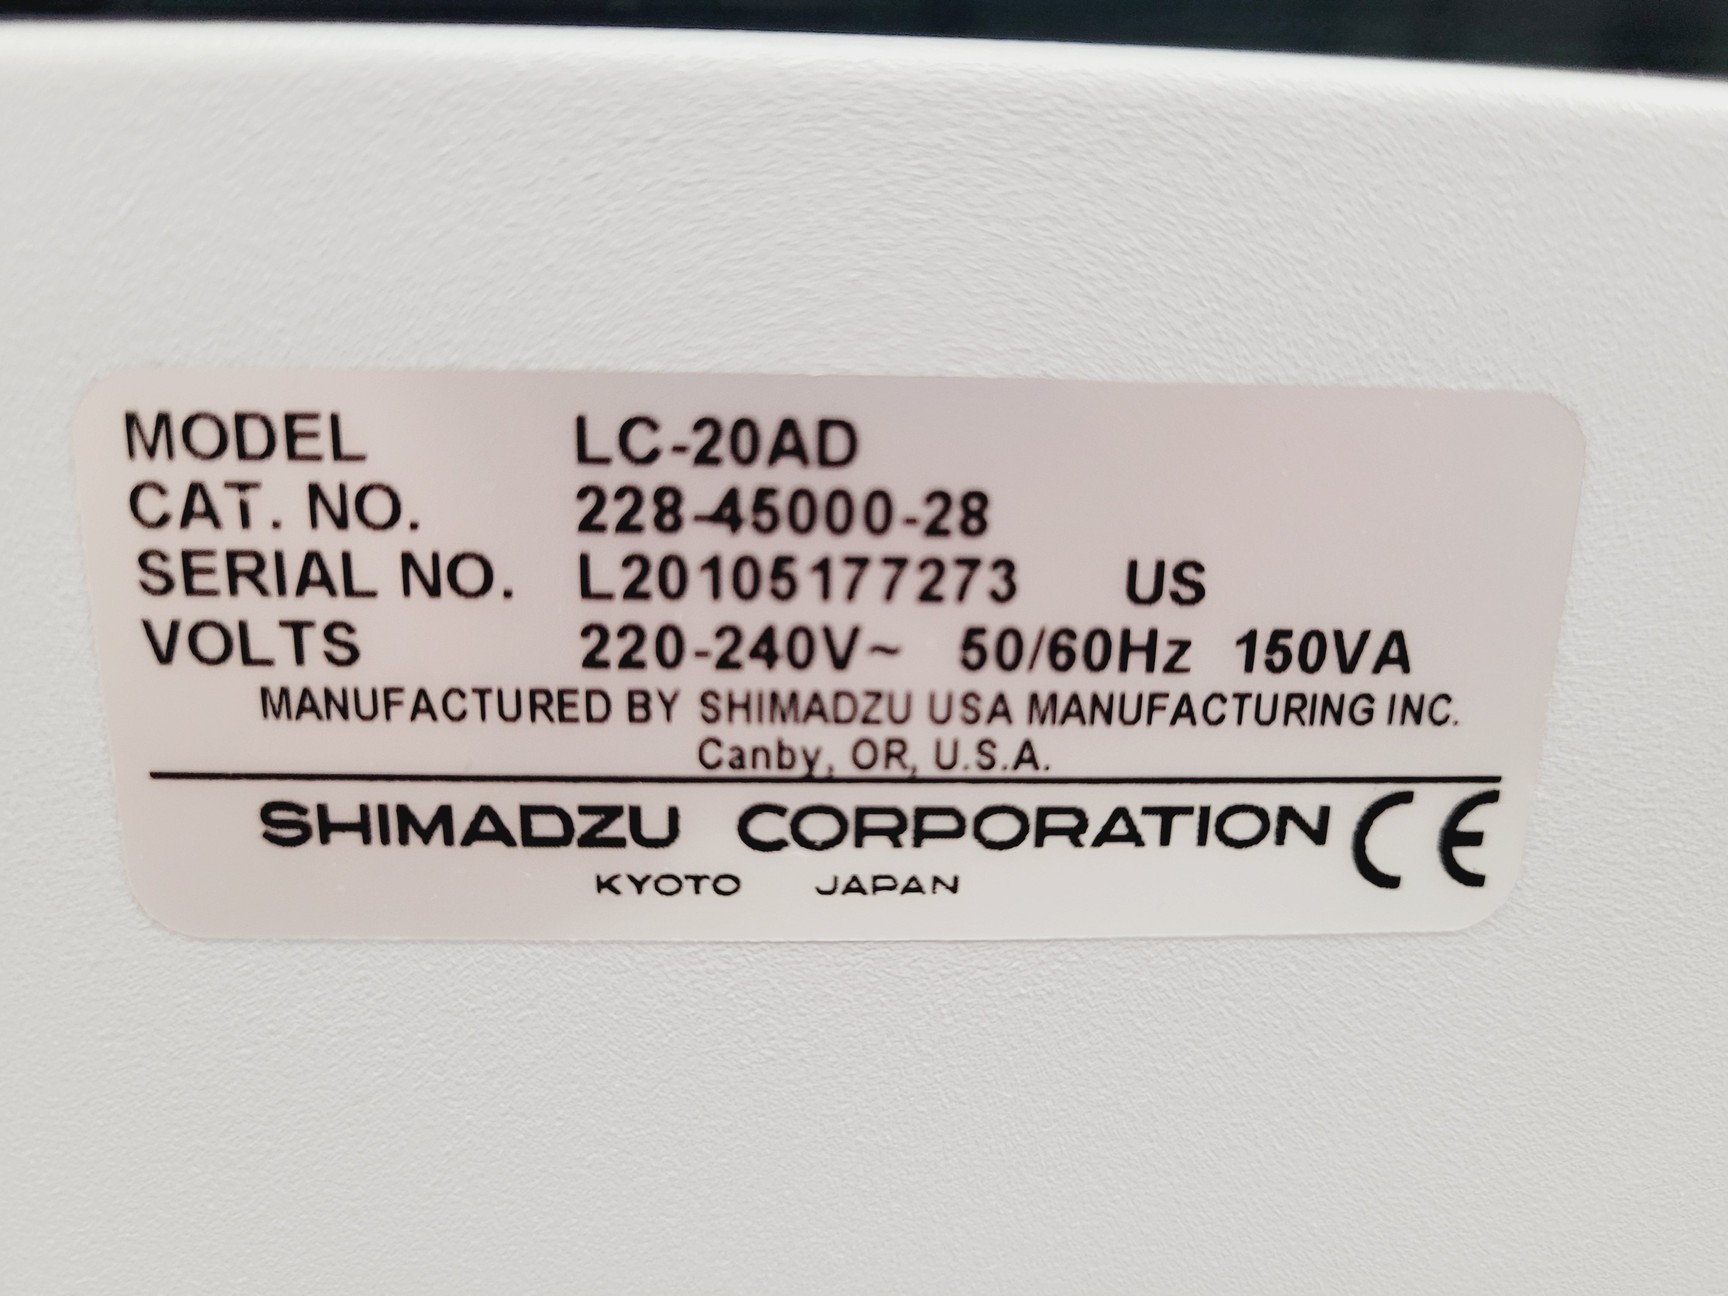 MODEL LC-20AD
CAT. NO. 228-45000-28
SERIAL NO. L20105177273 US
VOLTS 220-240V~ 50/60Hz 150VA
MANUFACTURED BY SHIMADZU USA MANUFACTURING INC.
Canby, OR, U.S.A.
SHIMADZU CORPORATION CE
KYOTO JAPAN